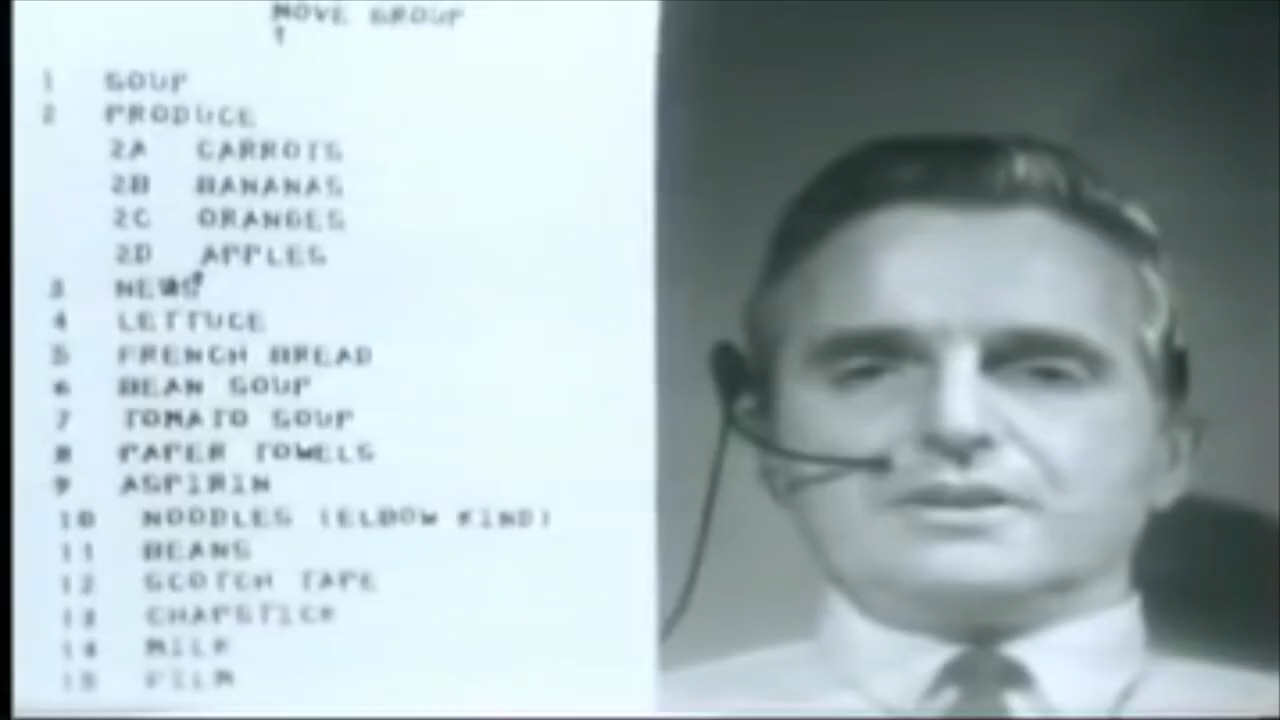 MOVE GROUP
1 SOUP
2 PRODUCE
2A CARROTS
2B BANANAS
2C ORANGES
2D APPLES
3 NEWS
4 LETTUCE
5 FRENCH BREAD
6 BEAN SOUP
7 TOMATO SOUP
8 PAPER TOWELS
9 ASPIRIN
10 NOODLES (ELBOW KIND)
11 BEANS
12 SCOTCH TAPE
13 CHAPSTICK
14 MILK
15 FILM